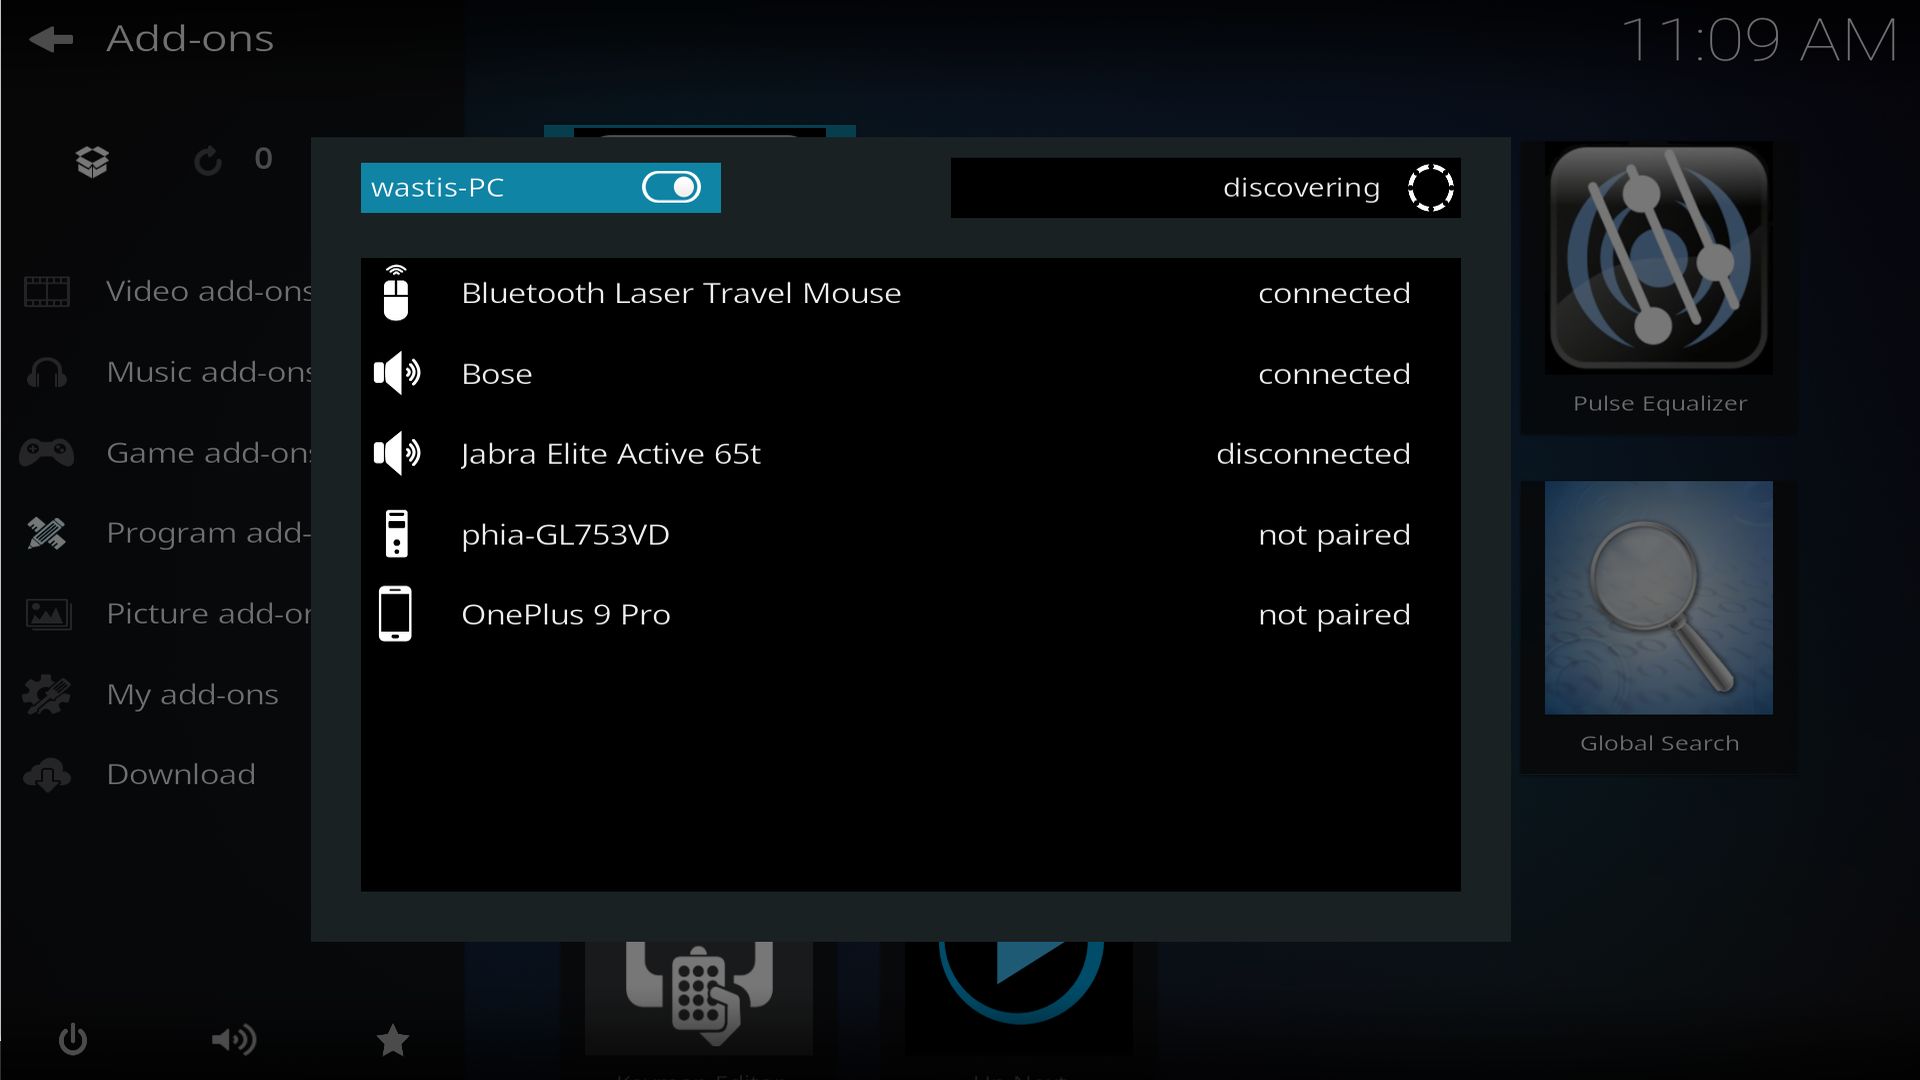 Add-ons
11:09 AM
0
wastis-PC
discovering
Video add-ons
Bluetooth Laser Travel Mouse
connected
Music add-ons
Bose
connected
Pulse Equalizer
Game add-ons
Jabra Elite Active 65t
disconnected
Program add-
phia-GL753VD
not paired
Picture add-on
OnePlus 9 Pro
not paired
My add-ons
Global Search
Download